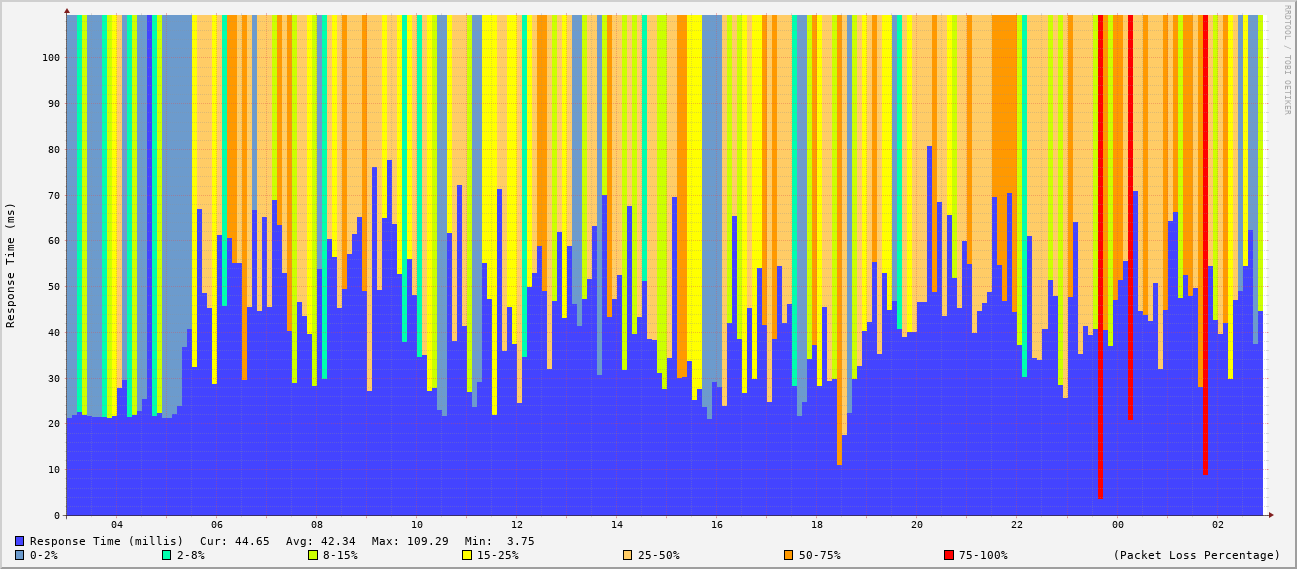 RRDTOOL / TOBI OETIKER
Response Time (ms)
100
90
80
70
60
50
40
30
20
10
0
04 06 08 10 12 14 16 18 20 22 00 02
Response Time (millis) Cur: 44.65 Avg: 42.34 Max: 109.29 Min: 3.75
0-2% 2-8% 8-15% 15-25% 25-50% 50-75% 75-100% (Packet Loss Percentage)